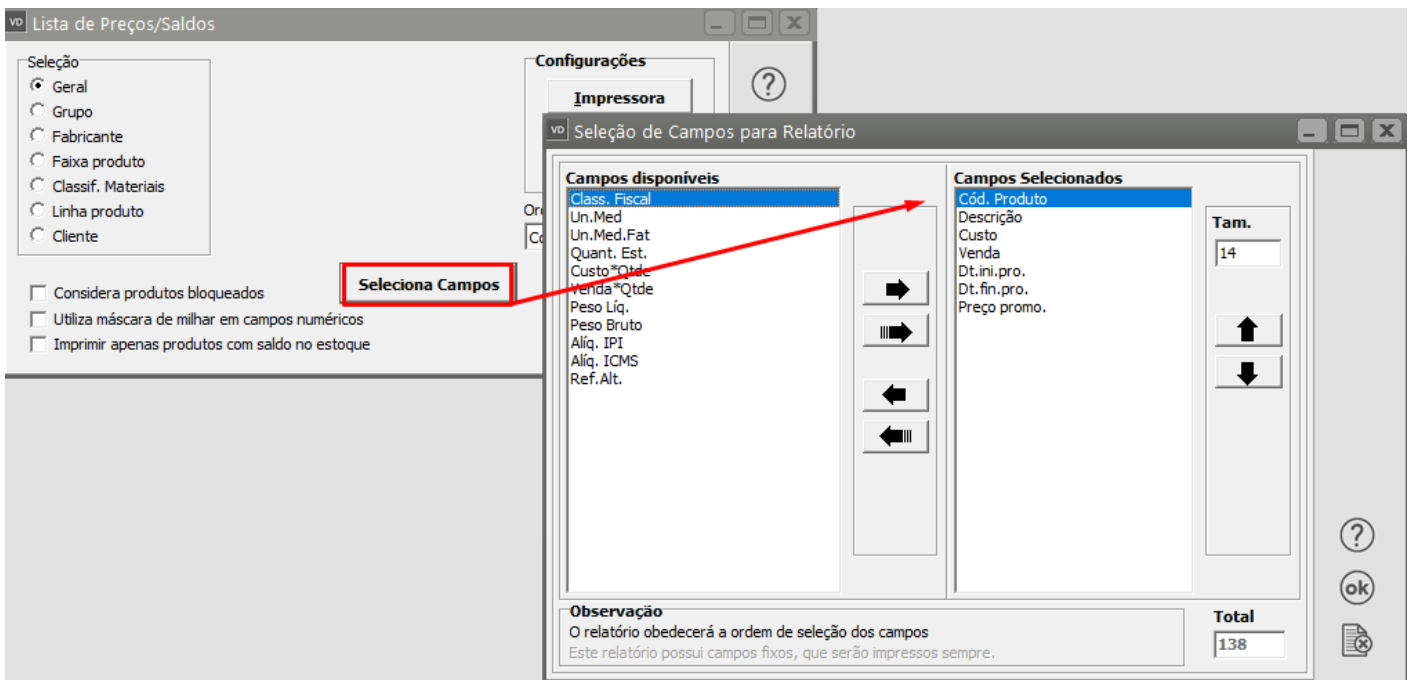 VD Lista de Preços/Saldos
Seleção
Geral
Grupo
Fabricante
Faixa produto
Classif. Materiais
Linha produto
Cliente
Considera produtos bloqueados
Utiliza máscara de milhar em campos numéricos
Imprimir apenas produtos com saldo no estoque
Seleciona Campos
Configurações
Impressora
?
VD Seleção de Campos para Relatório
Campos disponíveis
Class. Fiscal
Un.Med
Un.Med.Fat
Quant. Est.
Custo*Qtde
Venda*Qtde
Peso Líq.
Peso Bruto
Alíq. IPI
Alíq. ICMS
Ref.Alt.
Campos Selecionados
Cód. Produto
Descrição
Custo
Venda
Dt.ini.pro.
Dt.fin.pro.
Preço promo.
Tam.
14
?
ok
Observação
O relatório obedecerá a ordem de seleção dos campos
Este relatório possui campos fixos, que serão impressos sempre.
Total
138